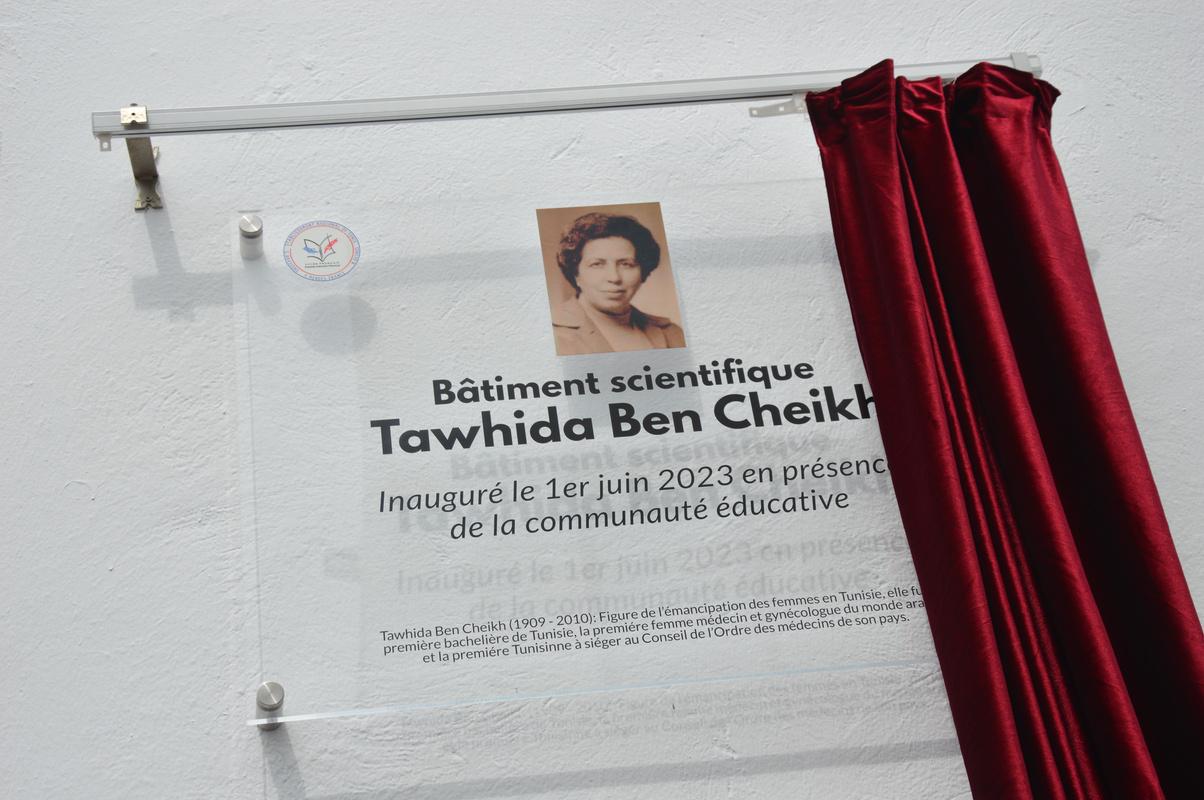 Bâtiment scientifique
Tawhida Ben Cheikh
Inauguré le 1er juin 2023 en présenc
de la communauté éducative
Tawhida Ben Cheikh (1909 - 2010): Figure de l'émancipation des femmes en Tunisie, elle fu
première bachelière de Tunisie, la premiére femme médecin et gynécologue du monde ara
et la premiére Tunisinne à siéger au Conseil de l'Ordre des médecins de son pays.